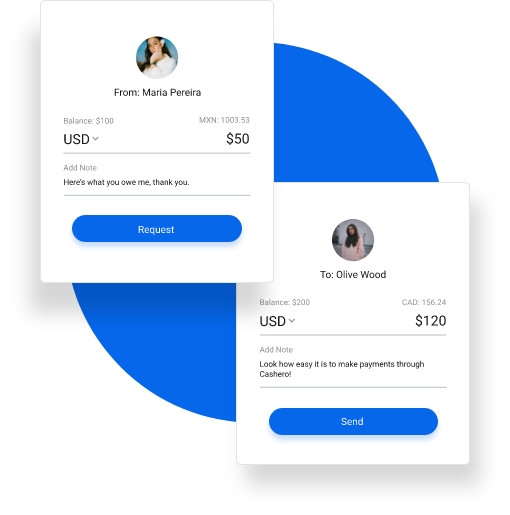 From: Maria Pereira
Balance: $100 MXN: 1003.53
USD $50
Add Note
Here's what you owe me, thank you.
Request
To: Olive Wood
Balance: $200 CAD: 156.24
USD $120
Add Note
Look how easy it is to make payments through
Cashero!
Send